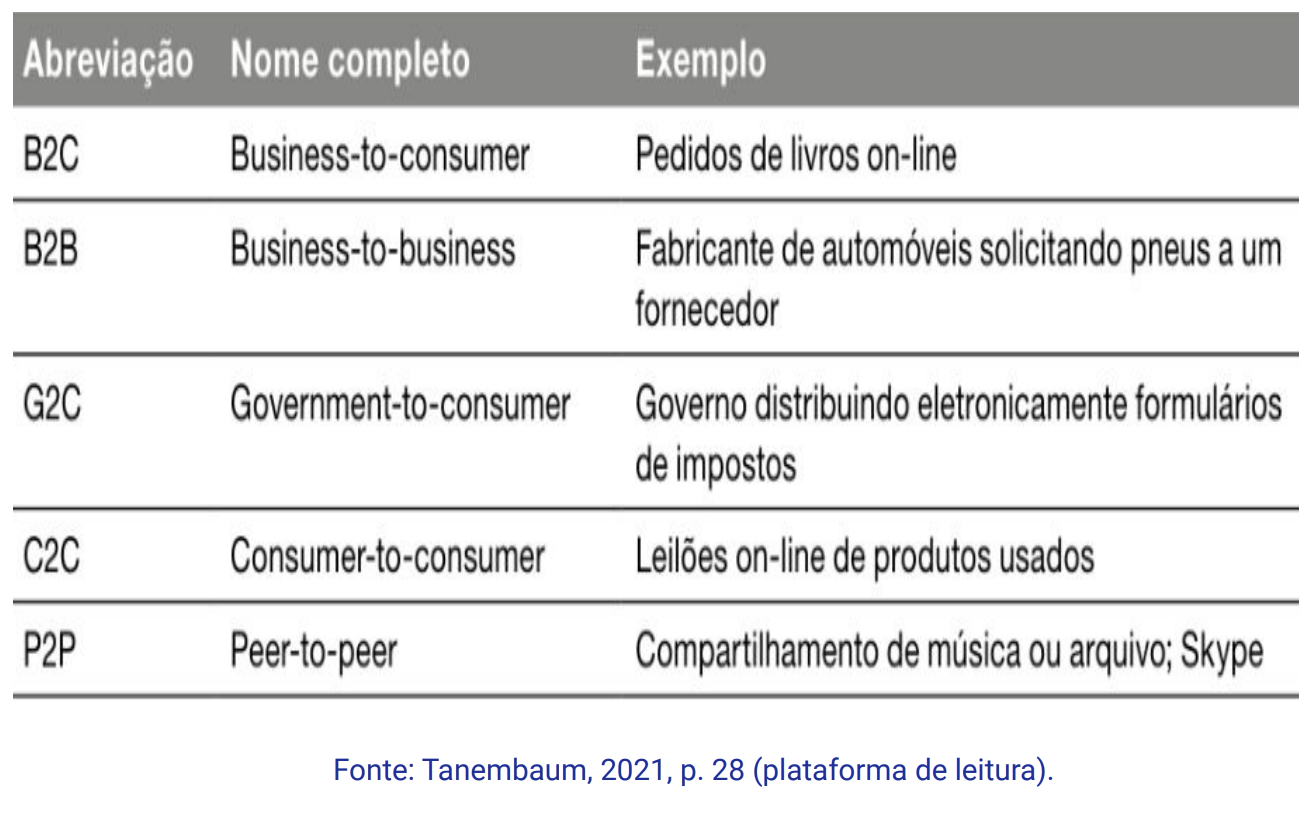 Abreviação Nome completo Exemplo
B2C Business-to-consumer Pedidos de livros on-line
B2B Business-to-business Fabricante de automóveis solicitando pneus a um
fornecedor
G2C Government-to-consumer Governo distribuindo eletronicamente formulários
de impostos
C2C Consumer-to-consumer Leilões on-line de produtos usados
P2P Peer-to-peer Compartilhamento de música ou arquivo; Skype
Fonte: Tanembaum, 2021, p. 28 (plataforma de leitura).